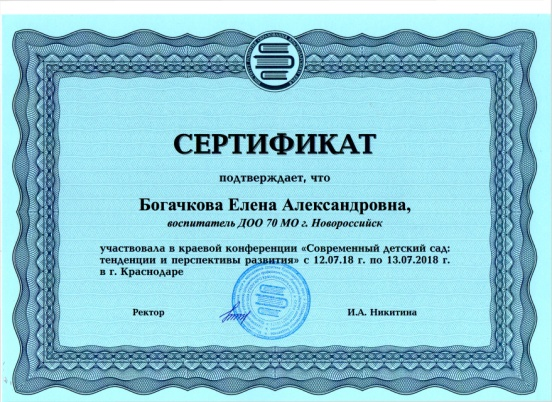 СЕРТИФИКАТ
подтверждает, что
Богачкова Елена Александровна,
воспитатель ДОО 70 МО г. Новороссийск
участвовала в краевой конференции «Современный детский сад:
тенденции и перспективы развития» с 12.07.18 г. по 13.07.2018 г.
в г. Краснодаре
Ректор И.А. Никитина